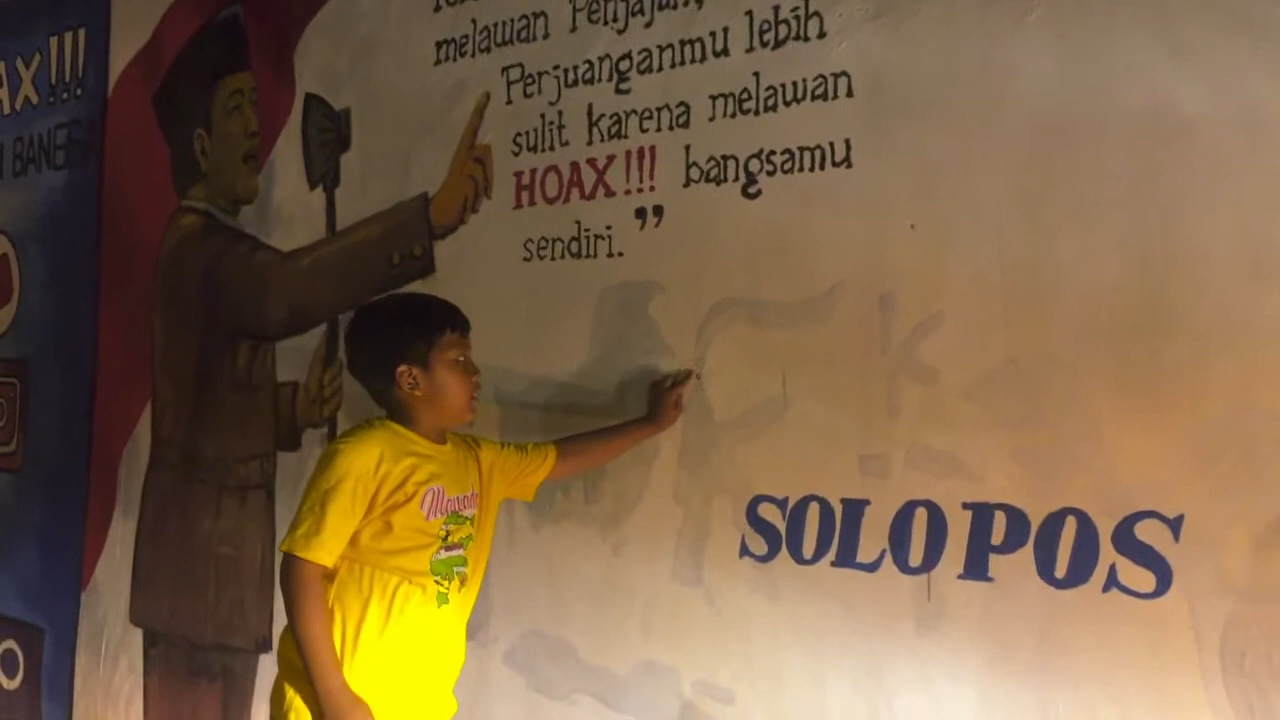 melawan Penjajah,
Perjuanganmu lebih
sulit karena melawan
HOAX!!! bangsamu
sendiri.”
AX!!!
SOLOPOS